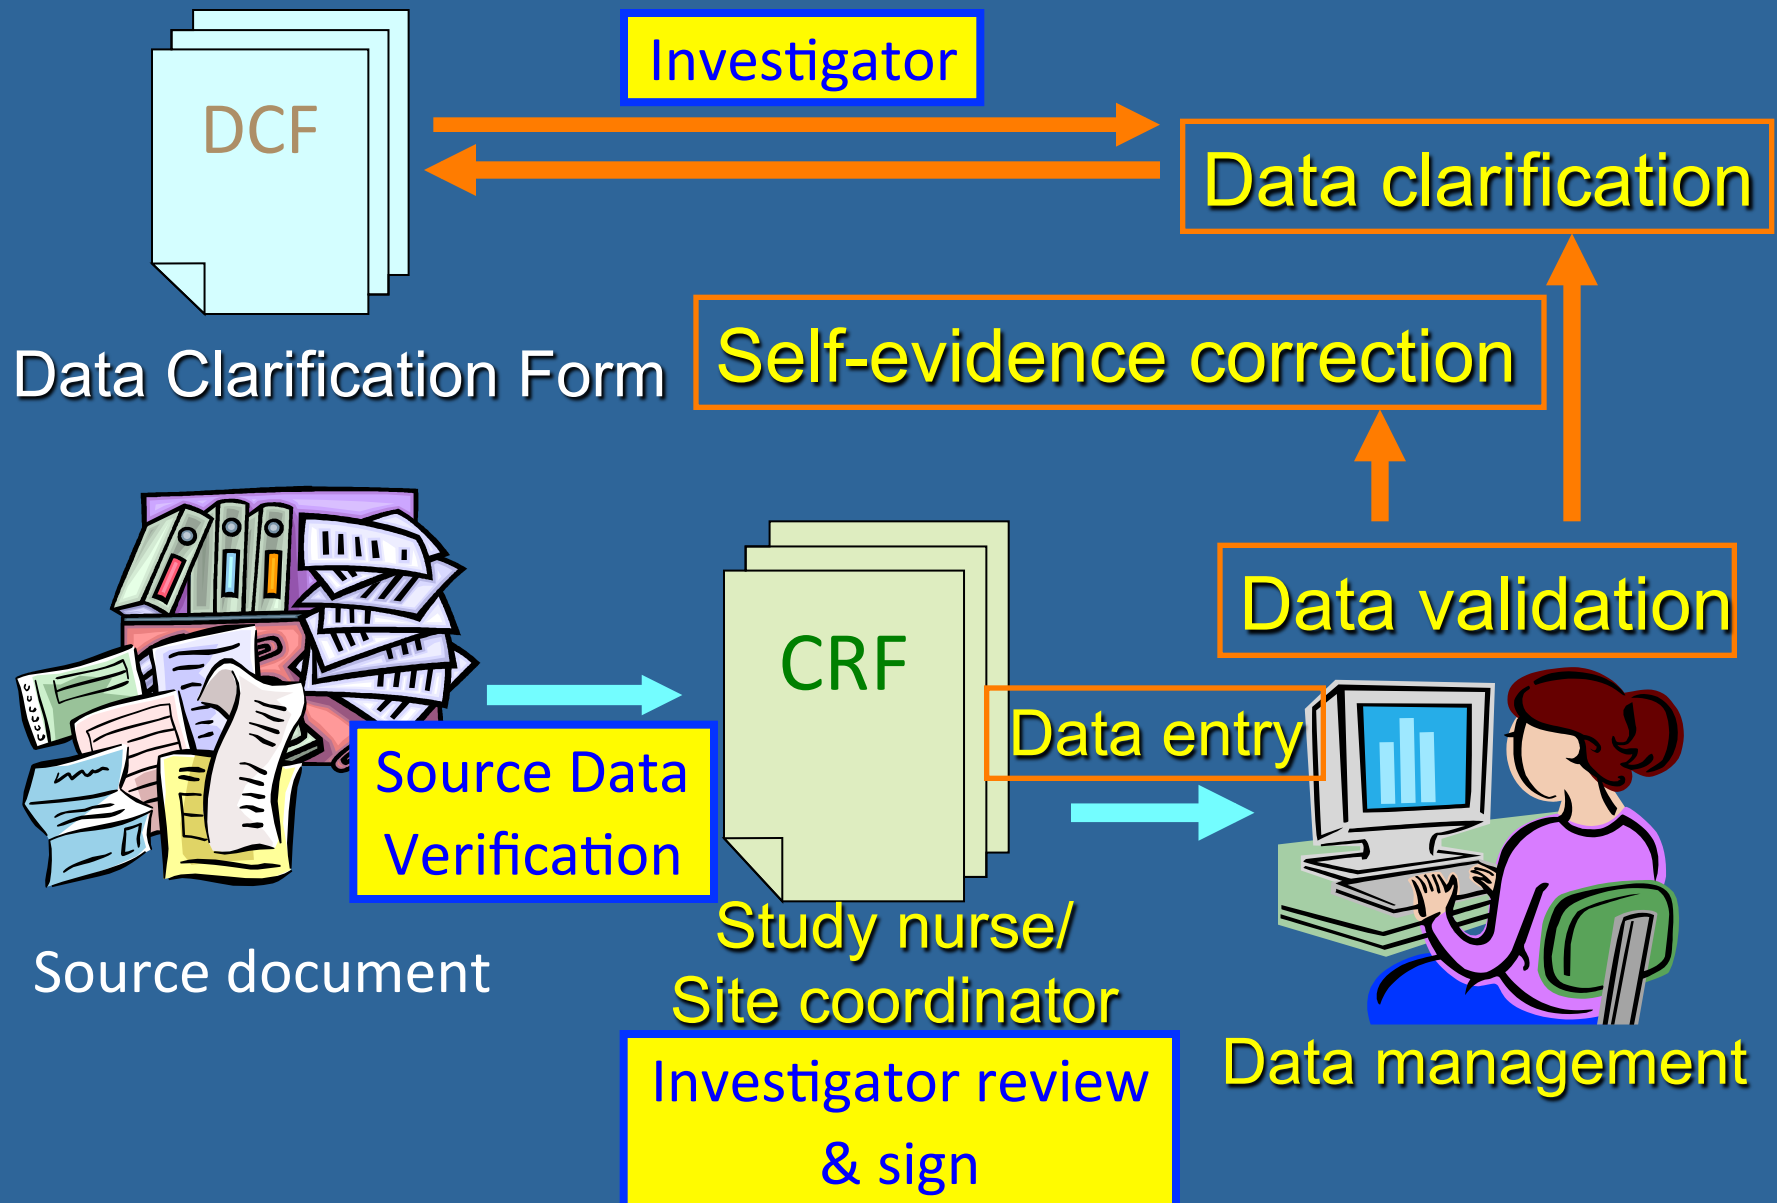 Investigator
DCF
Data clarification
Self-evidence correction
Data Clarification Form
Data validation
CRF
Data entry
Source Data
Verification
Study nurse/
Source document
Site coordinator
Data management
Investigator review
& sign